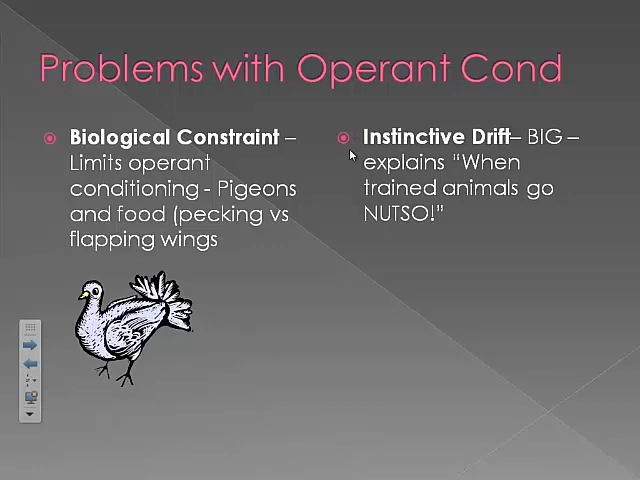 Problems with Operant Cond
Biological Constraint –
Limits operant
conditioning - Pigeons
and food (pecking vs
flapping wings
Instinctive Drift– BIG –
explains “When
trained animals go
NUTSO!”